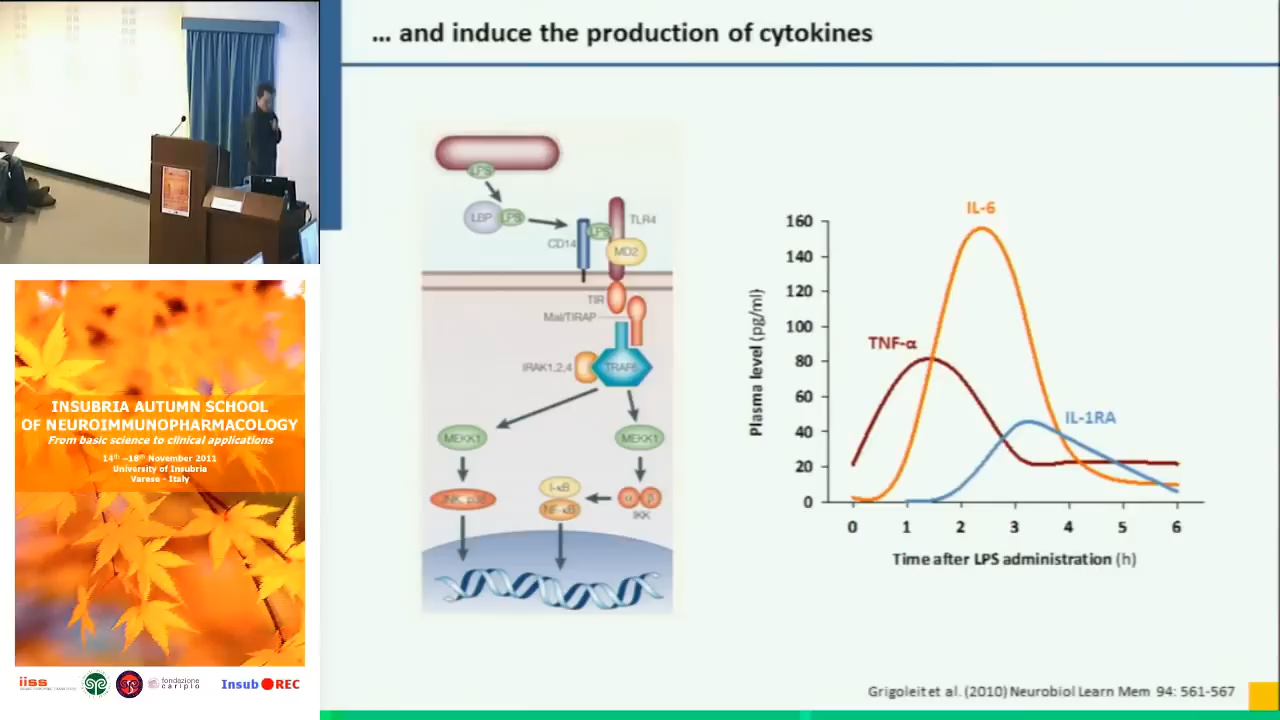 ... and induce the production of cytokines
LPS
LBP
LPS
CD14
LPS
TLR4
MD2
TIR
Mal/TIRAP
IRAK1,2,4
TRAF6
MEKK1
MEKK1
I-κB
NF-κB
α
β
IKK
IL-6
TNF-α
IL-1RA
Plasma level (pg/ml)
160
140
120
100
80
60
40
20
0
0 1 2 3 4 5 6
Time after LPS administration (h)
Grigoleit et al. (2010) Neurobiol Learn Mem 94: 561-567
INSUBRIA AUTUMN SCHOOL
OF NEUROIMMUNOPHARMACOLOGY
From basic science to clinical applications
14th –18th November 2011
University of Insubria
Varese - Italy
iiss
fondazione
cariplo
Insub REC